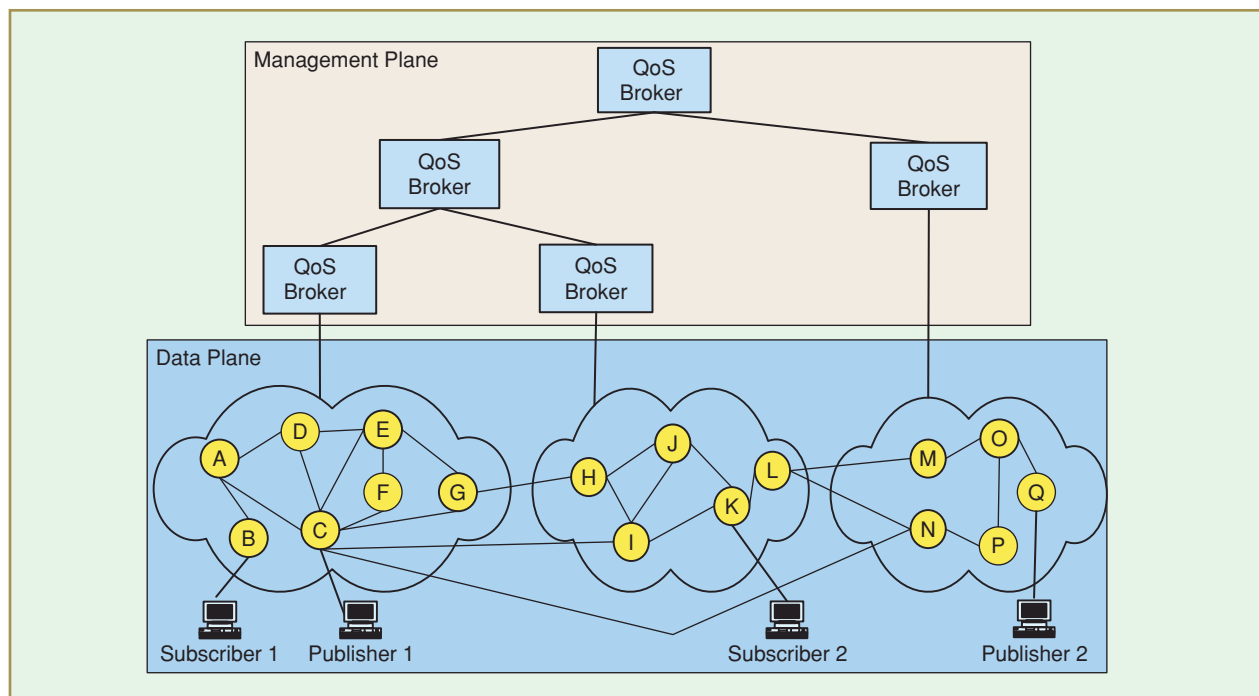 Management Plane
QoS
Broker
QoS
Broker
QoS
Broker
QoS
Broker
QoS
Broker
Data Plane
A
D
E
F
G
B
C
H
J
I
K
L
M
O
Q
N
P
Subscriber 1
Publisher 1
Subscriber 2
Publisher 2